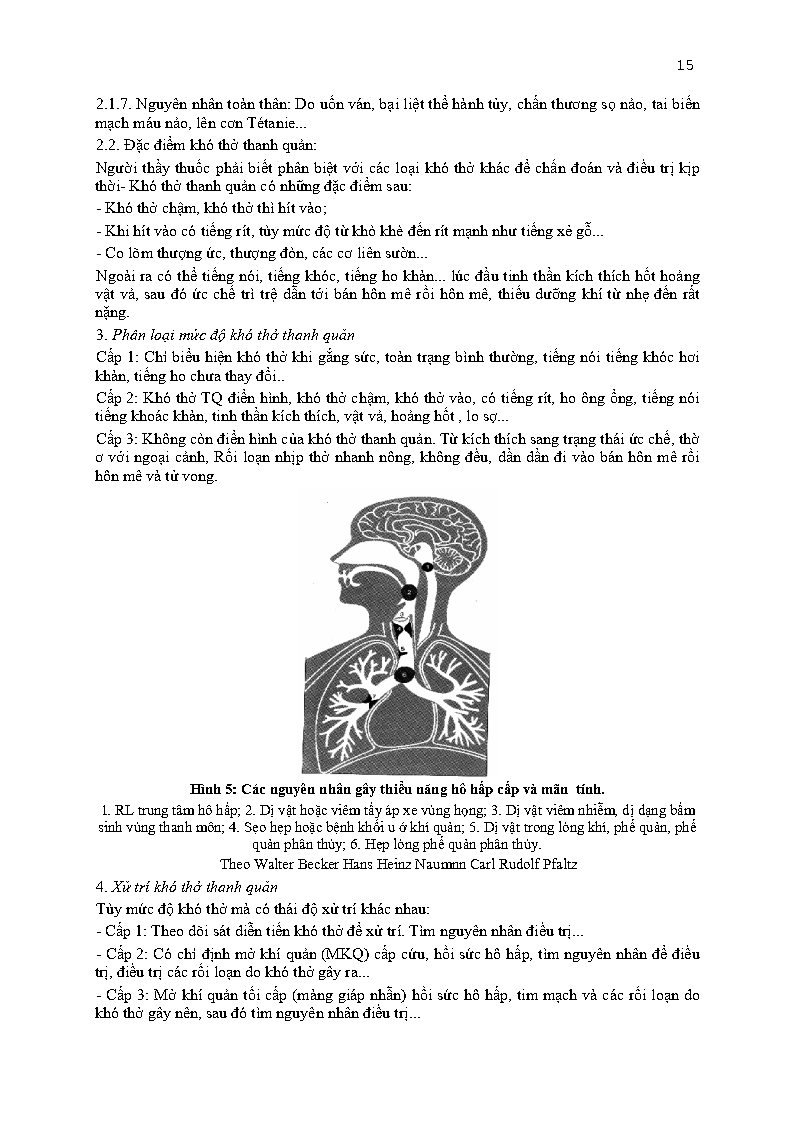 15
2.1.7. Nguyên nhân toàn thân: Do uốn ván, bại liệt thể hành tủy, chấn thương sọ não, tai biến
mạch máu não, lên cơn Tétanie...
2.2. Đặc điểm khó thở thanh quản:
Người thầy thuốc phải biết phân biệt với các loại khó thở khác để chẩn đoán và điều trị kịp
thời- Khó thở thanh quản có những đặc điểm sau:
- Khó thở chậm, khó thở thì hít vào;
- Khi hít vào có tiếng rít, tùy mức độ từ khò khè đến rít mạnh như tiếng xẻ gỗ...
- Co lõm thượng ức, thượng đòn, các cơ liên sườn...
Ngoài ra có thể tiếng nói, tiếng khóc, tiếng ho khàn... lúc đầu tinh thần kích thích hốt hoảng
vật vả, sau đó ức chế trì trệ dẫn tới bán hôn mê rồi hôn mê, thiếu dưỡng khí từ nhẹ đến rất
nặng.
3. Phân loại mức độ khó thở thanh quản
Cấp 1: Chỉ biểu hiện khó thở khi gắng sức, toàn trạng bình thường, tiếng nói tiếng khóc hơi
khàn, tiếng ho chưa thay đổi..
Cấp 2: Khó thở TQ điển hình, khó thở chậm, khó thở vào, có tiếng rít, ho ông ổng, tiếng nói
tiếng khoác khàn, tinh thần kích thích, vật vả, hoảng hốt , lo sợ...
Cấp 3: Không còn điển hình của khó thở thanh quản. Từ kích thích sang trạng thái ức chế, thờ
ơ với ngoại cảnh, Rối loạn nhịp thở nhanh nông, không đều, dần dần đi vào bán hôn mê rồi
hôn mê và tử vong.
1
2
3
5
6
7
Hình 5: Các nguyên nhân gây thiểu năng hô hấp cấp và mãn tính.
1. RL trung tâm hô hấp; 2. Dị vật hoặc viêm tấy áp xe vùng họng; 3. Dị vật viêm nhiễm, dị dạng bẩm
sinh vùng thanh môn; 4. Sẹo hẹp hoặc bệnh khối u ở khí quản; 5. Dị vật trong lòng khí, phế quản, phế
quản phân thùy; 6. Hẹp lòng phế quản phân thùy.
Theo Walter Becker Hans Heinz Naumnn Carl Rudolf Pfaltz
4. Xử trí khó thở thanh quản
Tùy mức độ khó thở mà có thái độ xử trí khác nhau:
- Cấp 1: Theo dõi sát diễn tiến khó thở để xử trí. Tìm nguyên nhân điều trị...
- Cấp 2: Có chỉ định mở khí quản (MKQ) cấp cứu, hồi sức hô hấp, tìm nguyên nhân để điều
trị, điều trị các rối loạn do khó thở gây ra...
- Cấp 3: Mở khí quản tối cấp (màng giáp nhẫn) hồi sức hô hấp, tim mạch và các rối loạn do
khó thở gây nên, sau đó tìm nguyên nhân điều trị...